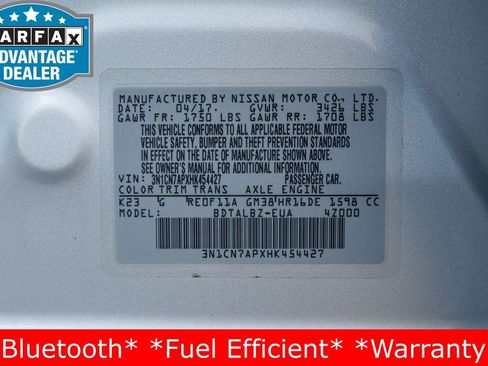 CARFAX
ADVANTAGE
DEALER
MANUFACTURED BY NISSAN MOTOR CO., LTD.
DATE: 04/17. GVWR: 3426 LBS
GAWR FR: 1750 LBS GAWR RR: 1708 LBS
THIS VEHICLE CONFORMS TO ALL APPLICABLE FEDERAL MOTOR
VEHICLE SAFETY, BUMPER AND THEFT PREVENTION STANDARDS
IN EFFECT ON THE DATE OF MANUFACTURE SHOWN ABOVE.
SEE OWNER'S MANUAL FOR ADDITIONAL INFORMATION
VIN: 3N1CN7APXHK454427 PASSENGER CAR.
COLOR TRIM TRANS AXLE ENGINE
K23 G RE0F11A GM38 HR16DE 1598 CC
MODEL: BDTALBZ-EUA 4Z000
3N1CN7APXHK454427
Bluetooth* *Fuel Efficient* *Warranty